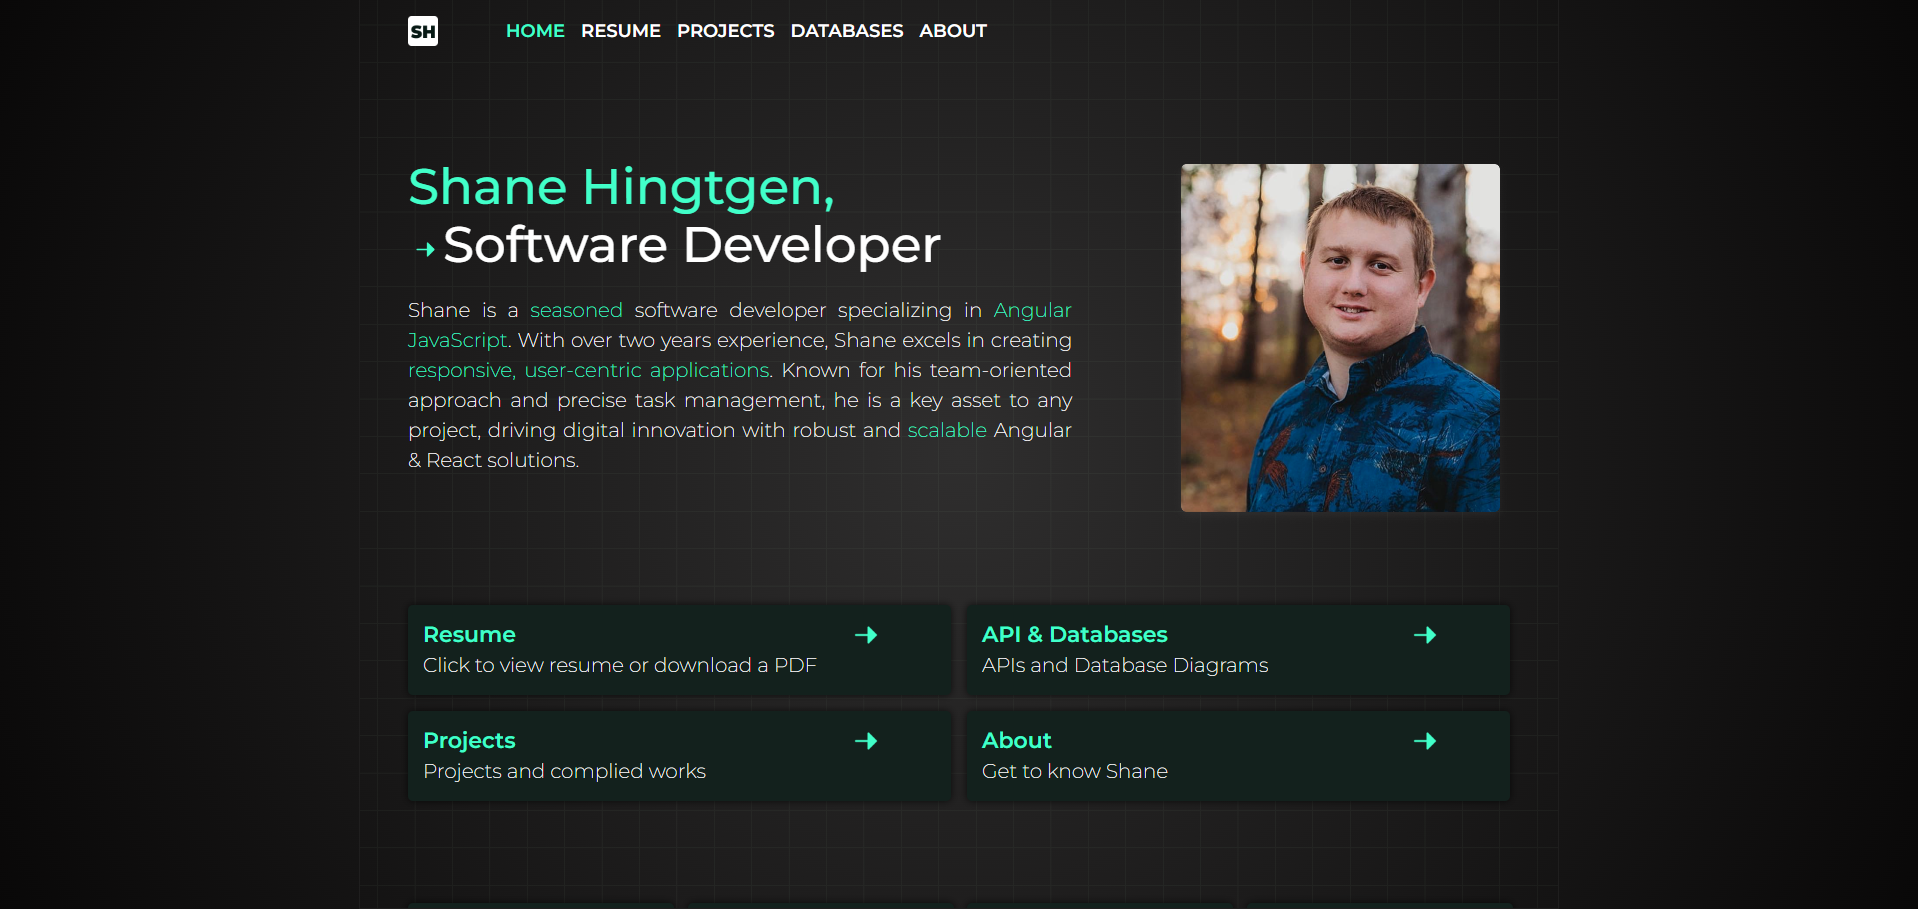 SH HOME RESUME PROJECTS DATABASES ABOUT
Shane Hingtgen,
Software Developer
Shane is a seasoned software developer specializing in Angular
JavaScript. With over two years experience, Shane excels in creating
responsive, user-centric applications. Known for his team-oriented
approach and precise task management, he is a key asset to any
project, driving digital innovation with robust and scalable Angular
& React solutions.
Resume
Click to view resume or download a PDF
API & Databases
APIs and Database Diagrams
Projects
Projects and complied works
About
Get to know Shane